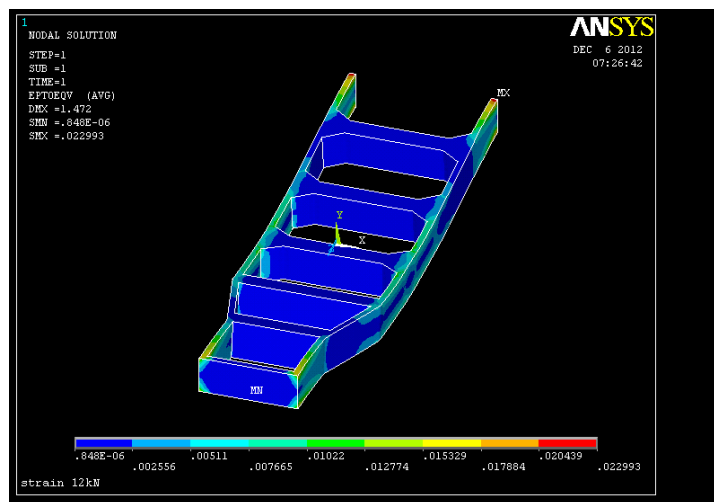 1
NODAL SOLUTION
STEP=1
SUB =1
TIME=1
EPTOEQV (AVG)
DMX =1.472
SMN =.848E-06
SMX =.022993
ANSYS
DEC 6 2012
07:26:42
MX
Y
X
Z
MN
.848E-06 .00511 .01022 .015329 .020439
.002556 .007665 .012774 .017884 .022993
strain 12kN